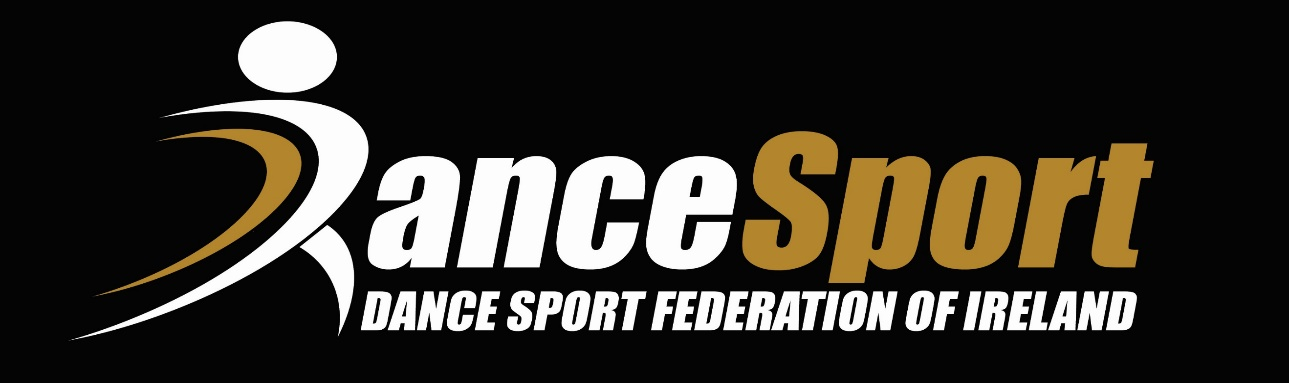 DanceSport
DANCE SPORT FEDERATION OF IRELAND